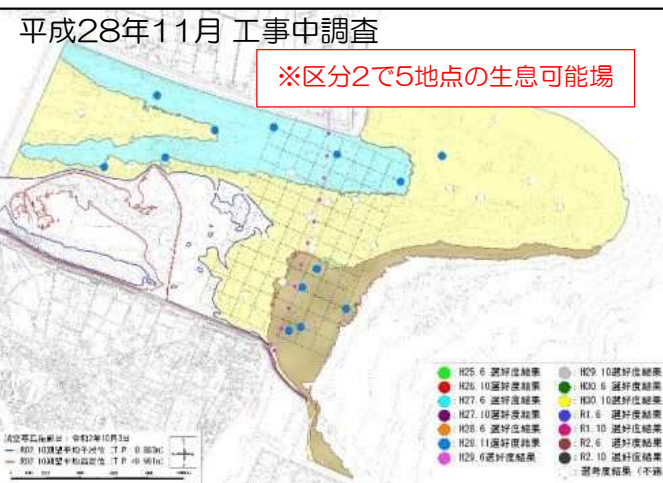 平成28年11月 工事中調査
※区分2で5地点の生息可能場
H25.6 選好度結果
H26.10選好度結果
H27.6 選好度結果
H27.10選好度結果
H28.6 選好度結果
H28.11選好度結果
H29.6選好度結果
H29.10選好度結果
H30.6 選好度結果
H30.10選好度結果
R1.6 選好度結果
R1.10 選好度結果
R2.6 選好度結果
R2.10 選好度結果